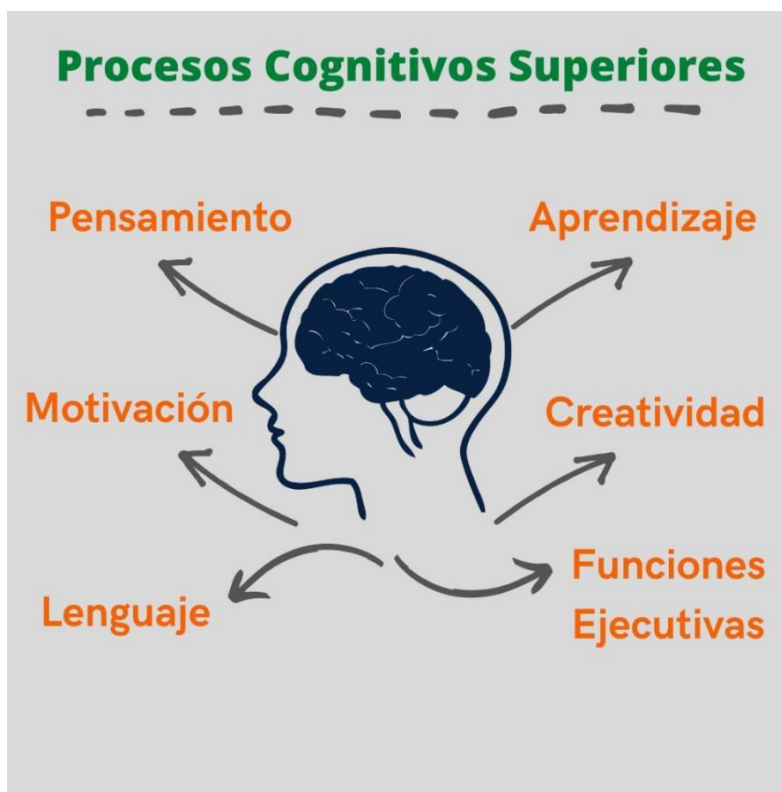 Procesos Cognitivos Superiores
Pensamiento
Aprendizaje
Motivación
Creatividad
Lenguaje
Funciones
Ejecutivas